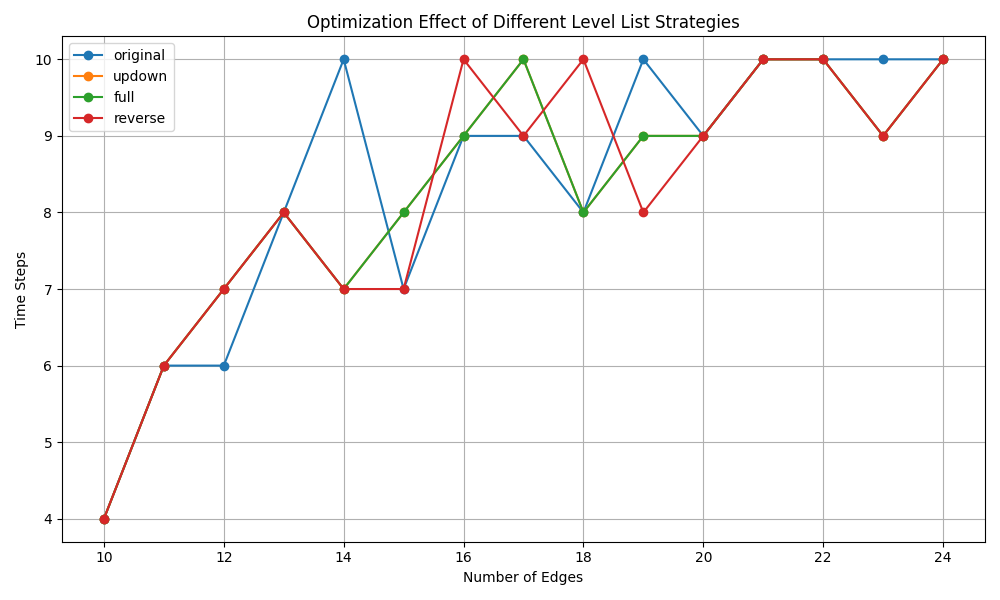 Optimization Effect of Different Level List Strategies
original
updown
full
reverse
10
9
8
7
6
5
4
Time Steps
10 12 14 16 18 20 22 24
Number of Edges